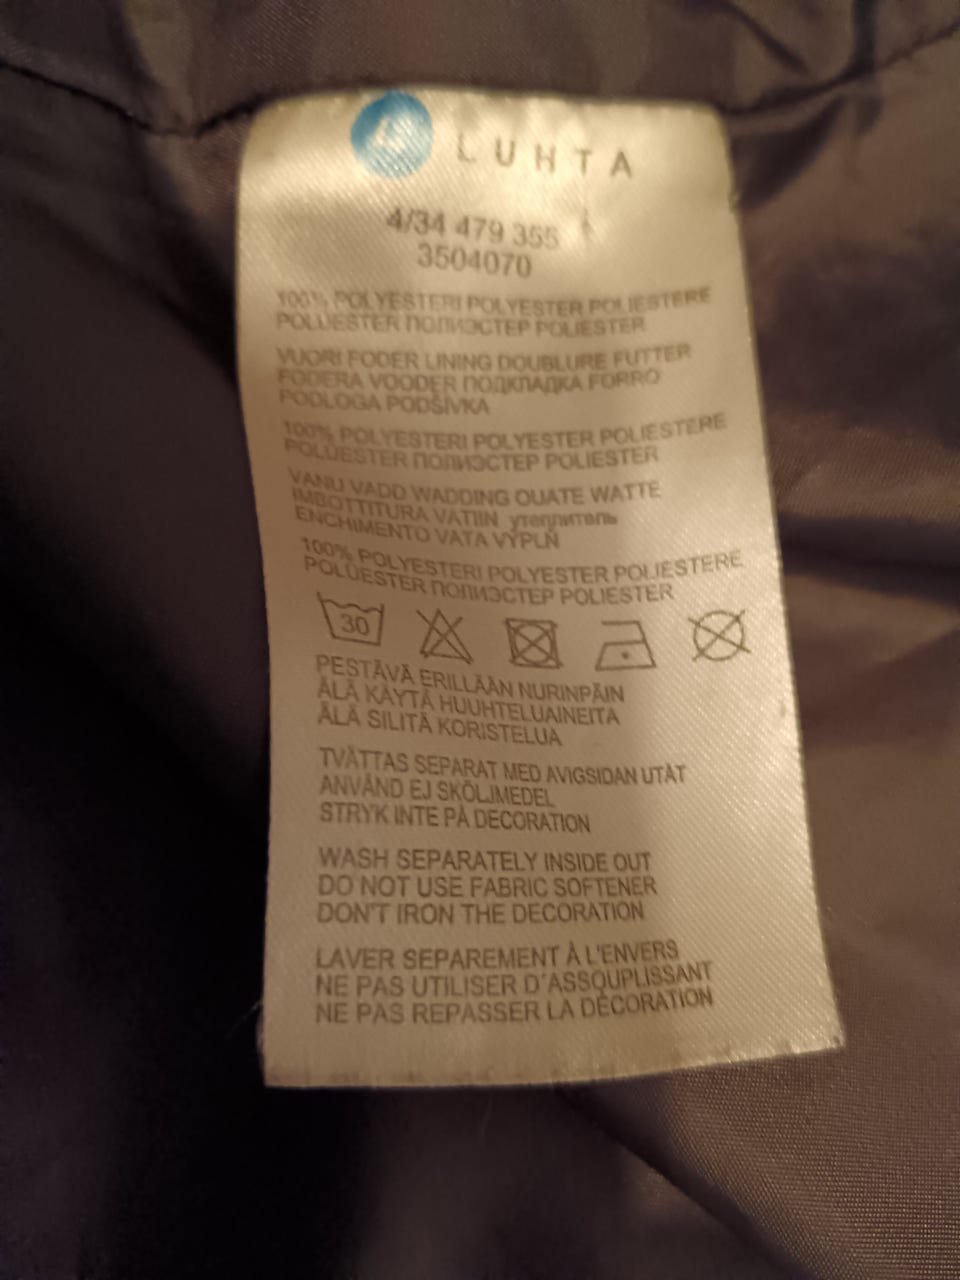 LUHTA
4/34 479 355
3504070
100% POLYESTERI POLYESTER POLIESTERE
POLÜESTER ПОЛИЭСТЕР POLIESTER
VUORI FODER LINING DOUBLURE FUTTER
FODERA VOODER ПОДКЛАДКА FORRO
PODLOGA PODŠIVKA
100% POLYESTERI POLYESTER POLIESTERE
POLÜESTER ПОЛИЭСТЕР POLIESTER
VANU VADD WADDING OUATE WATTE
IMBOTTITURA VATIIN утеплитель
ENCHIMENTO VATA VÝPLŇ
100% POLYESTERI POLYESTER POLIESTERE
POLÜESTER ПОЛИЭСТЕР POLIESTER
30
PESTÄVÄ ERILLÄÄN NURINPÄIN
ÄLÄ KÄYTÄ HUUHTELUAINEITA
ÄLÄ SILITÄ KORISTELUA
TVÄTTAS SEPARAT MED AVIGSIDAN UTÅT
ANVÄND EJ SKÖLJMEDEL
STRYK INTE PÅ DECORATION
WASH SEPARATELY INSIDE OUT
DO NOT USE FABRIC SOFTENER
DON'T IRON THE DECORATION
LAVER SEPAREMENT À L'ENVERS
NE PAS UTILISER D´ASSOUPLISSANT
NE PAS REPASSER LA DÉCORATION